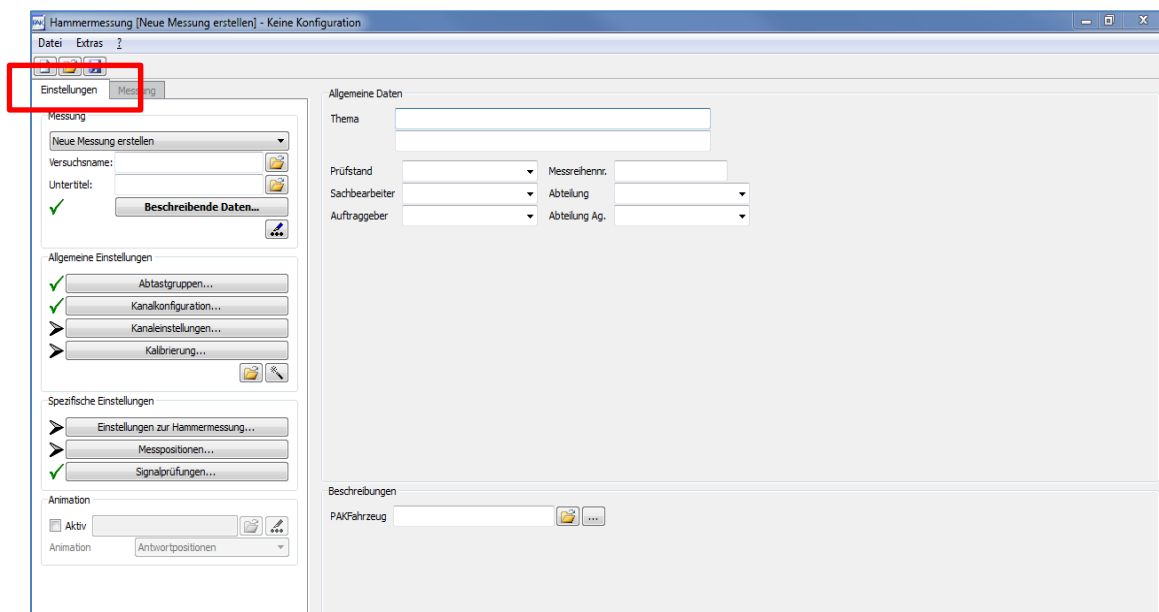 PAK Hammermessung [Neue Messung erstellen] - Keine Konfiguration
Datei Extras ?
Einstellungen Messung
Messung
Neue Messung erstellen
Versuchsname:
Untertitel:
Beschreibende Daten...
Allgemeine Einstellungen
Abtastgruppen...
Kanalkonfiguration...
Kanaleinstellungen...
Kalibrierung...
Spezifische Einstellungen
Einstellungen zur Hammermessung...
Messpositionen...
Signalprüfungen...
Animation
Aktiv
Animation Antwortpositionen
Allgemeine Daten
Thema
Prüfstand Messreihennr.
Sachbearbeiter Abteilung
Auftraggeber Abteilung Ag.
Beschreibungen
PAKFahrzeug ...